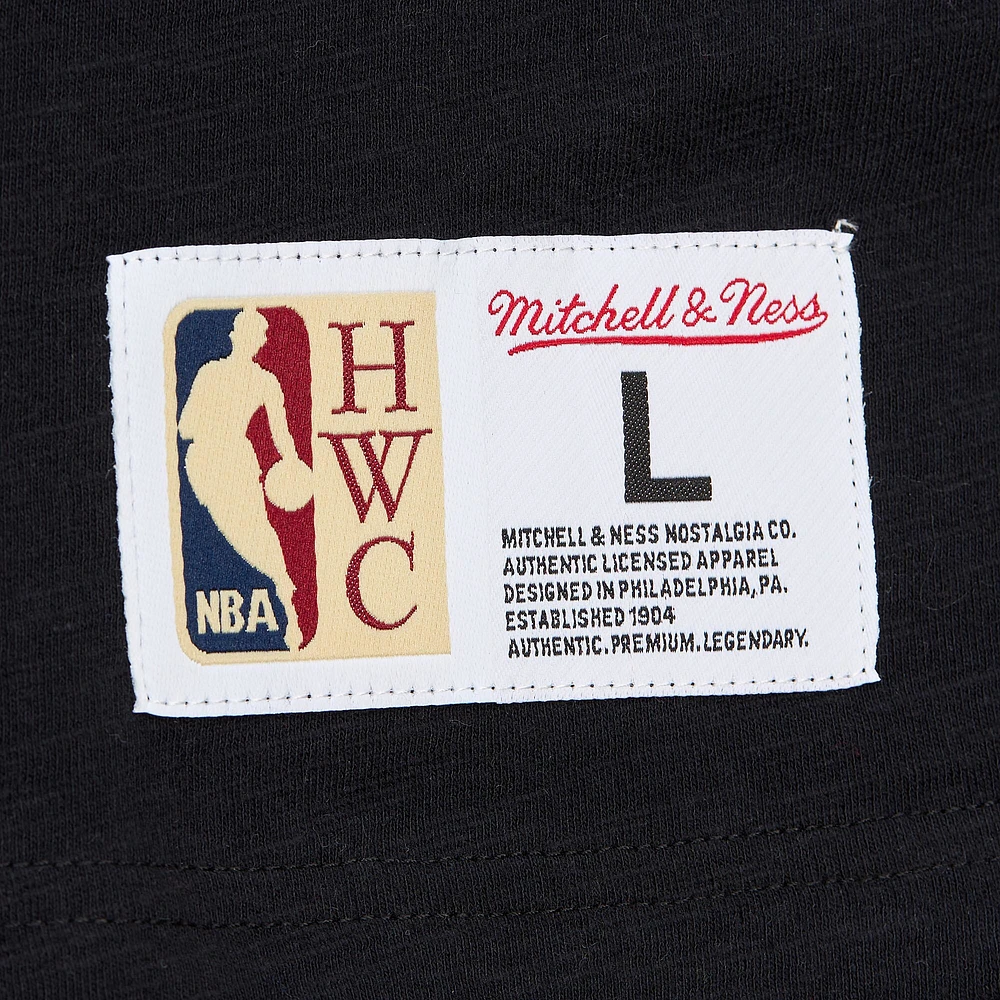 NBA
H
W
C
Mitchell & Ness
L
MITCHELL & NESS NOSTALGIA CO.
AUTHENTIC LICENSED APPAREL
DESIGNED IN PHILADELPHIA, PA.
ESTABLISHED 1904
AUTHENTIC. PREMIUM. LEGENDARY.